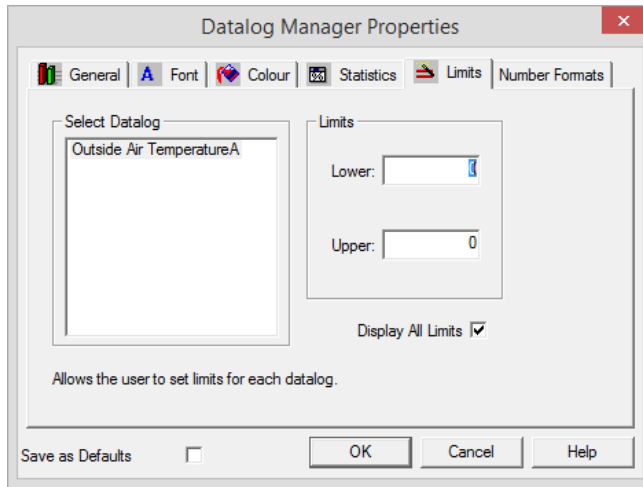 Datalog Manager Properties
General A Font Colour % Statistics Limits Number Formats
Select Datalog
Outside Air TemperatureA
Limits
Lower: 0
Upper: 0
Display All Limits
Allows the user to set limits for each datalog.
Save as Defaults OK Cancel Help